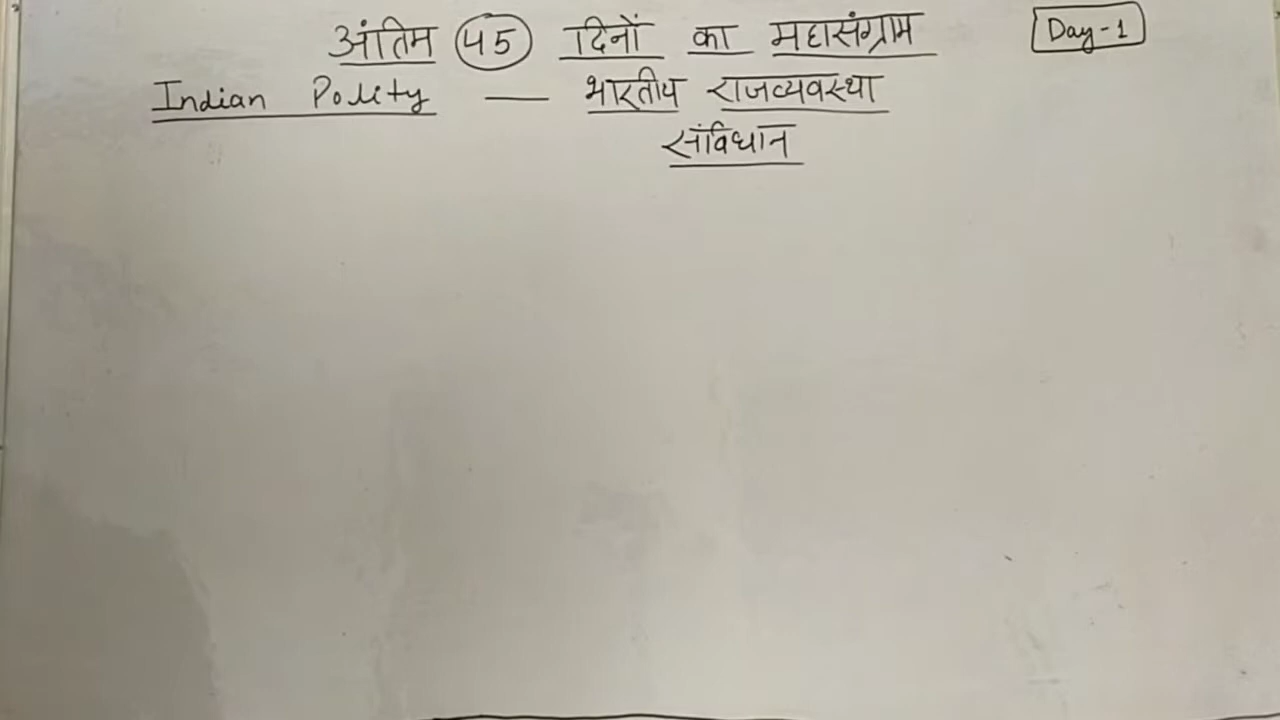 अंतिम 45 दिनों का महासंग्राम Day-1
Indian Polity — भारतीय राजव्यवस्था
संविधान